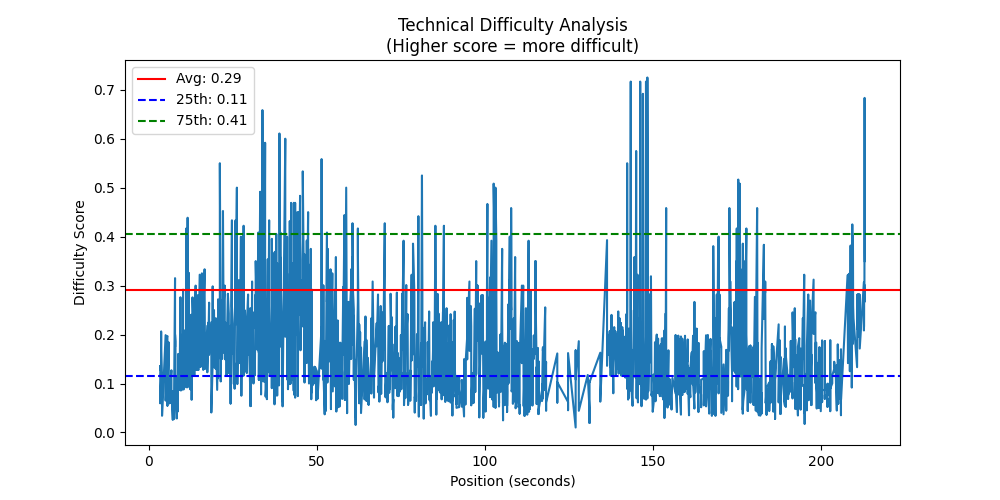 Technical Difficulty Analysis
(Higher score = more difficult)
Avg: 0.29
25th: 0.11
75th: 0.41
Difficulty Score
0.7
0.6
0.5
0.4
0.3
0.2
0.1
0.0
0 50 100 150 200
Position (seconds)